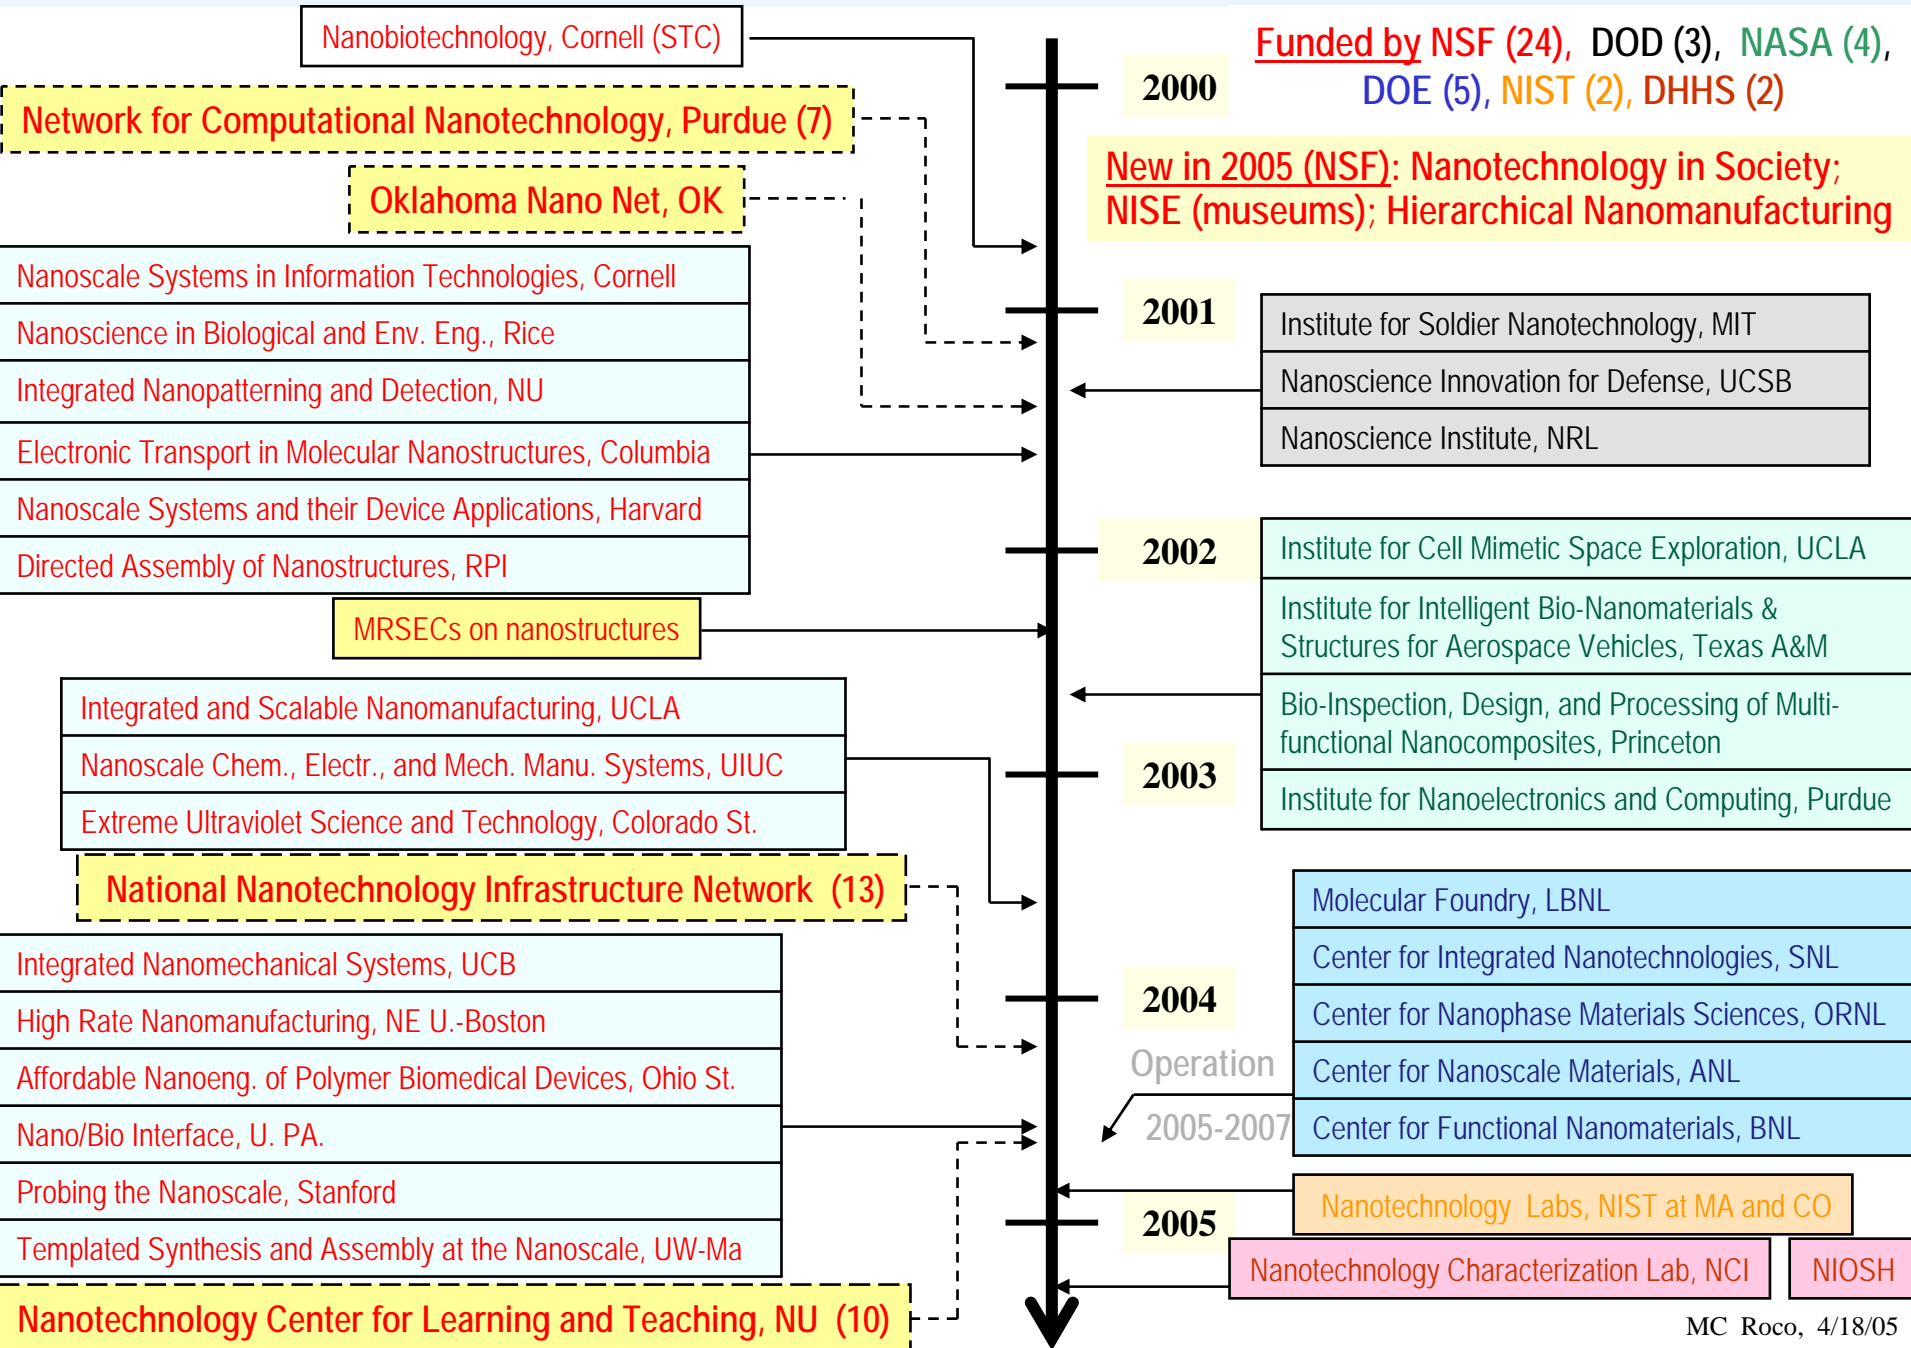 Nanobiotechnology, Cornell (STC)
Network for Computational Nanotechnology, Purdue (7)
Oklahoma Nano Net, OK
Nanoscale Systems in Information Technologies, Cornell
Nanoscience in Biological and Env. Eng., Rice
Integrated Nanopatterning and Detection, NU
Electronic Transport in Molecular Nanostructures, Columbia
Nanoscale Systems and their Device Applications, Harvard
Directed Assembly of Nanostructures, RPI
MRSECs on nanostructures
Integrated and Scalable Nanomanufacturing, UCLA
Nanoscale Chem., Electr., and Mech. Manu. Systems, UIUC
Extreme Ultraviolet Science and Technology, Colorado St.
National Nanotechnology Infrastructure Network (13)
Integrated Nanomechanical Systems, UCB
High Rate Nanomanufacturing, NE U.-Boston
Affordable Nanoeng. of Polymer Biomedical Devices, Ohio St.
Nano/Bio Interface, U. PA.
Probing the Nanoscale, Stanford
Templated Synthesis and Assembly at the Nanoscale, UW-Ma
Nanotechnology Center for Learning and Teaching, NU (10)
2000
2001
2002
2003
2004
Operation
2005-2007
2005
Funded by NSF (24), DOD (3), NASA (4),
DOE (5), NIST (2), DHHS (2)
New in 2005 (NSF): Nanotechnology in Society;
NISE (museums); Hierarchical Nanomanufacturing
Institute for Soldier Nanotechnology, MIT
Nanoscience Innovation for Defense, UCSB
Nanoscience Institute, NRL
Institute for Cell Mimetic Space Exploration, UCLA
Institute for Intelligent Bio-Nanomaterials &
Structures for Aerospace Vehicles, Texas A&M
Bio-Inspection, Design, and Processing of Multi-
functional Nanocomposites, Princeton
Institute for Nanoelectronics and Computing, Purdue
Molecular Foundry, LBNL
Center for Integrated Nanotechnologies, SNL
Center for Nanophase Materials Sciences, ORNL
Center for Nanoscale Materials, ANL
Center for Functional Nanomaterials, BNL
Nanotechnology Labs, NIST at MA and CO
Nanotechnology Characterization Lab, NCI
NIOSH
MC Roco, 4/18/05